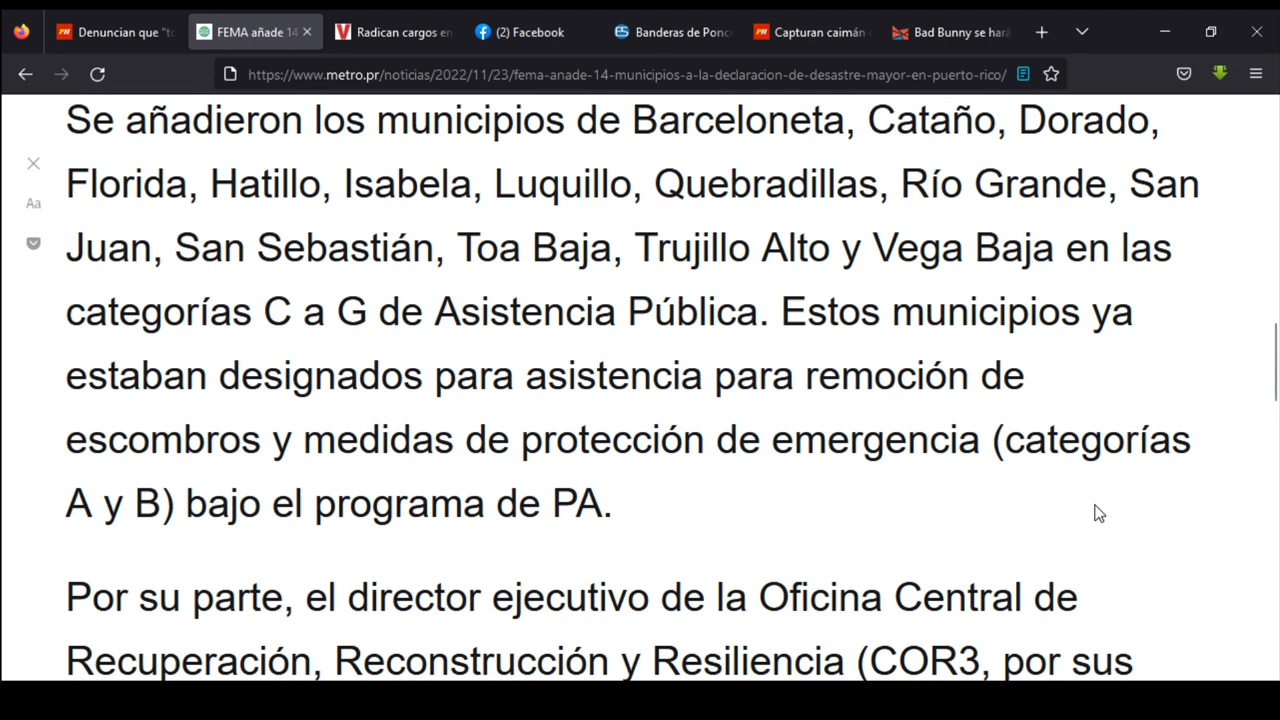 Denuncian que "to
FEMA añade 14
Radican cargos en
(2) Facebook
Banderas de Ponc
Capturan caimán
Bad Bunny se hará
https://www.metro.pr/noticias/2022/11/23/fema-anade-14-municipios-a-la-declaracion-de-desastre-mayor-en-puerto-rico/
Aa
Se añadieron los municipios de Barceloneta, Cataño, Dorado,
Florida, Hatillo, Isabela, Luquillo, Quebradillas, Río Grande, San
Juan, San Sebastián, Toa Baja, Trujillo Alto y Vega Baja en las
categorías C a G de Asistencia Pública. Estos municipios ya
estaban designados para asistencia para remoción de
escombros y medidas de protección de emergencia (categorías
A y B) bajo el programa de PA.
Por su parte, el director ejecutivo de la Oficina Central de
Recuperación, Reconstrucción y Resiliencia (COR3, por sus